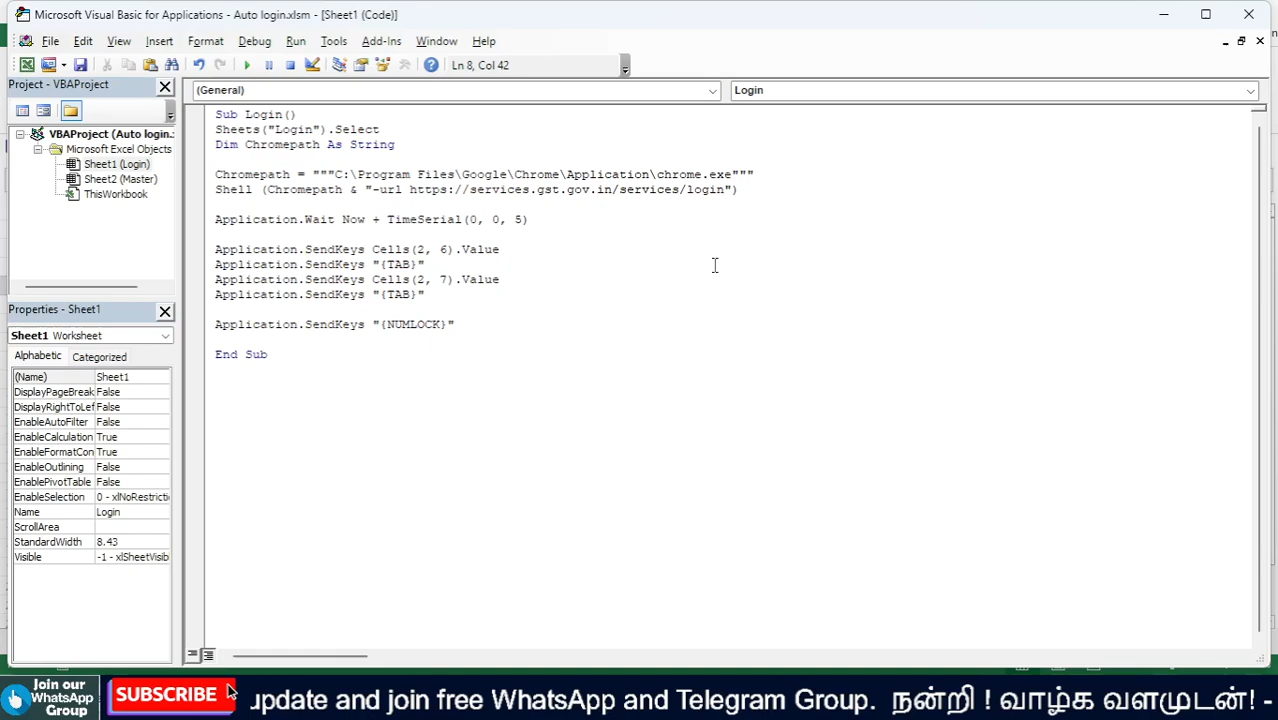 Microsoft Visual Basic for Applications - Auto login.xlsm - [Sheet1 (Code)]
File Edit View Insert Format Debug Run Tools Add-Ins Window Help
Ln 8, Col 42
Project - VBAProject
(General)
Login
VBAProject (Auto login.
Microsoft Excel Objects
Sheet1 (Login)
Sheet2 (Master)
ThisWorkbook
Sub Login()
Sheets("Login").Select
Dim Chromepath As String
Chromepath = """C:\Program Files\Google\Chrome\Application\chrome.exe"""
Shell (Chromepath & "-url https://services.gst.gov.in/services/login")
Application.Wait Now + TimeSerial(0, 0, 5)
Application.SendKeys Cells(2, 6).Value
Application.SendKeys "{TAB}"
Application.SendKeys Cells(2, 7).Value
Application.SendKeys "{TAB}"
Application.SendKeys "{NUMLOCK}"
End Sub
Properties - Sheet1
Sheet1 Worksheet
Alphabetic Categorized
(Name) Sheet1
DisplayPageBreak False
DisplayRightToLef False
EnableAutoFilter False
EnableCalculation True
EnableFormatCon True
EnableOutlining False
EnablePivotTable False
EnableSelection 0 - xlNoRestricti
Name Login
ScrollArea
StandardWidth 8.43
Visible -1 - xlSheetVisib
Join our
WhatsApp
Group
SUBSCRIBE
update and join free WhatsApp and Telegram Group. நன்றி ! வாழ்க வளமுடன்! -